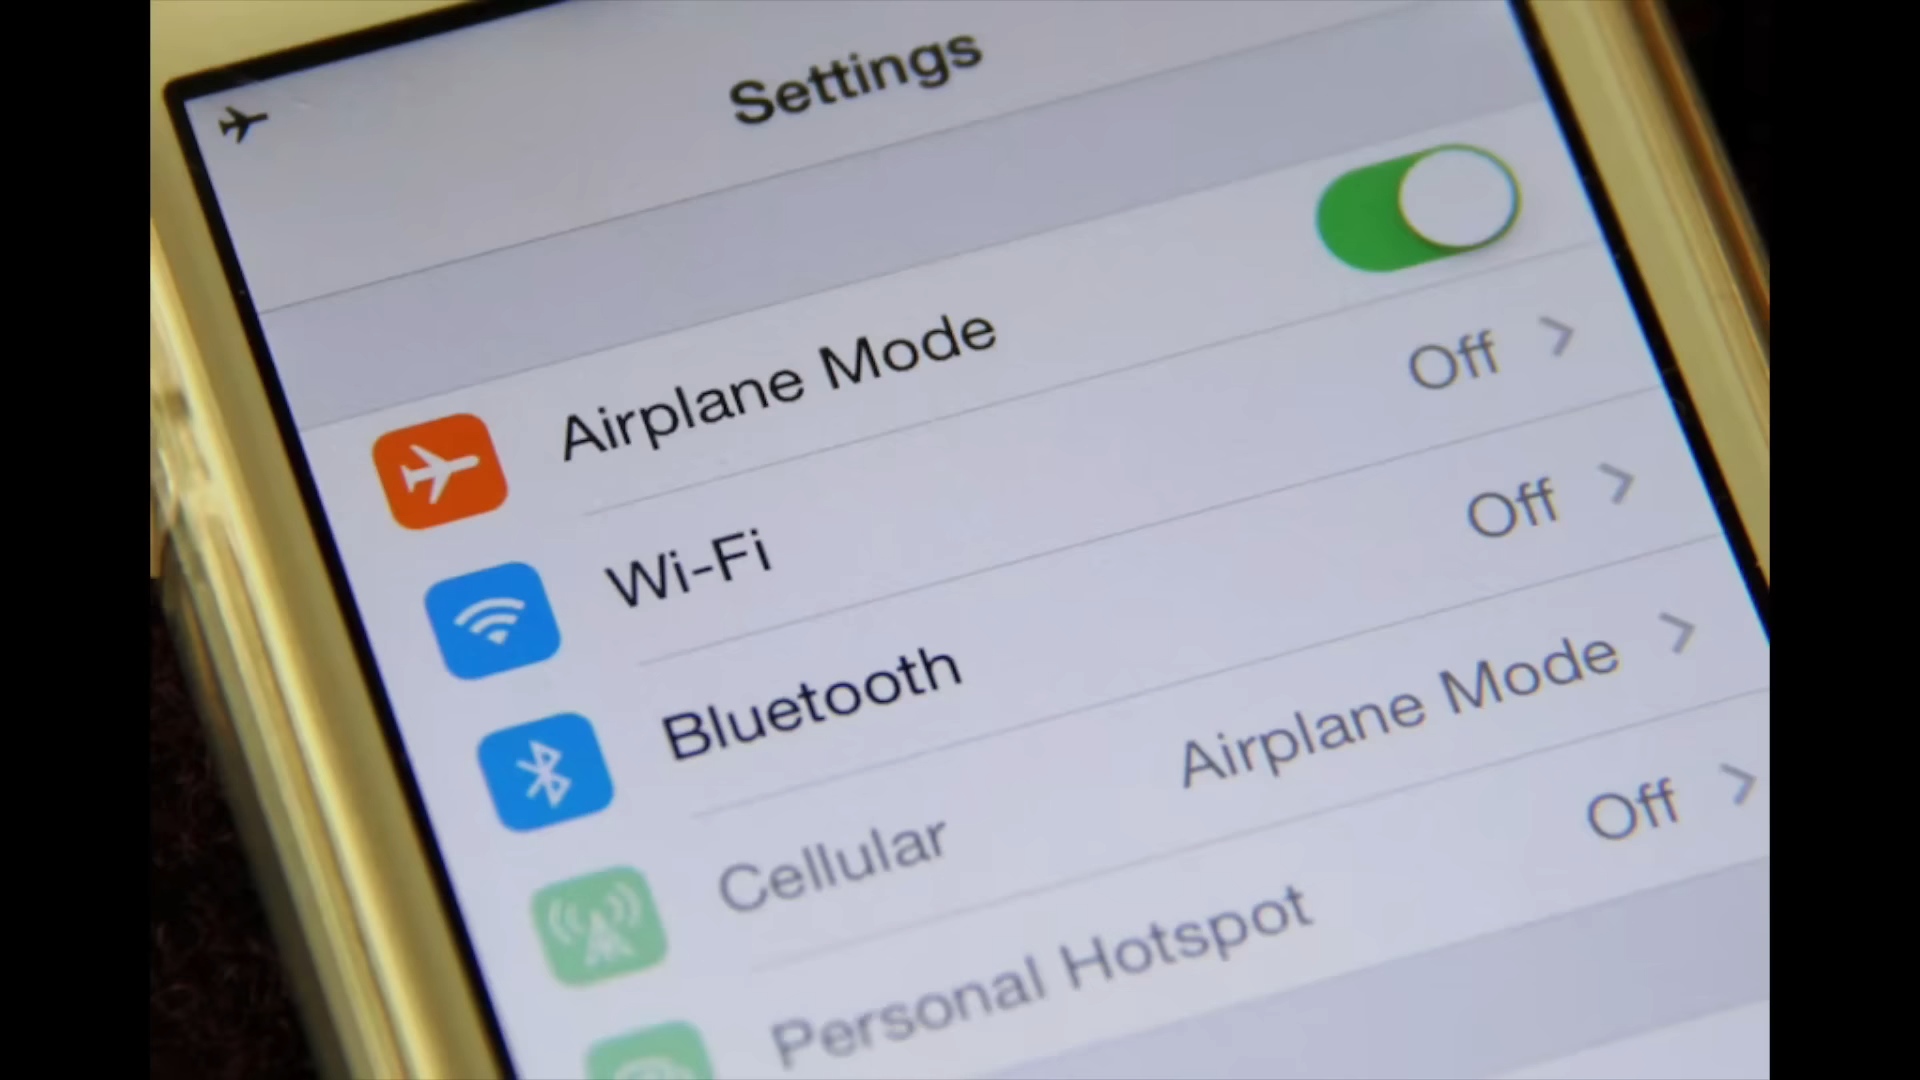 Settings
Airplane Mode
Wi-Fi Off
Bluetooth Off
Cellular Airplane Mode
Personal Hotspot Off